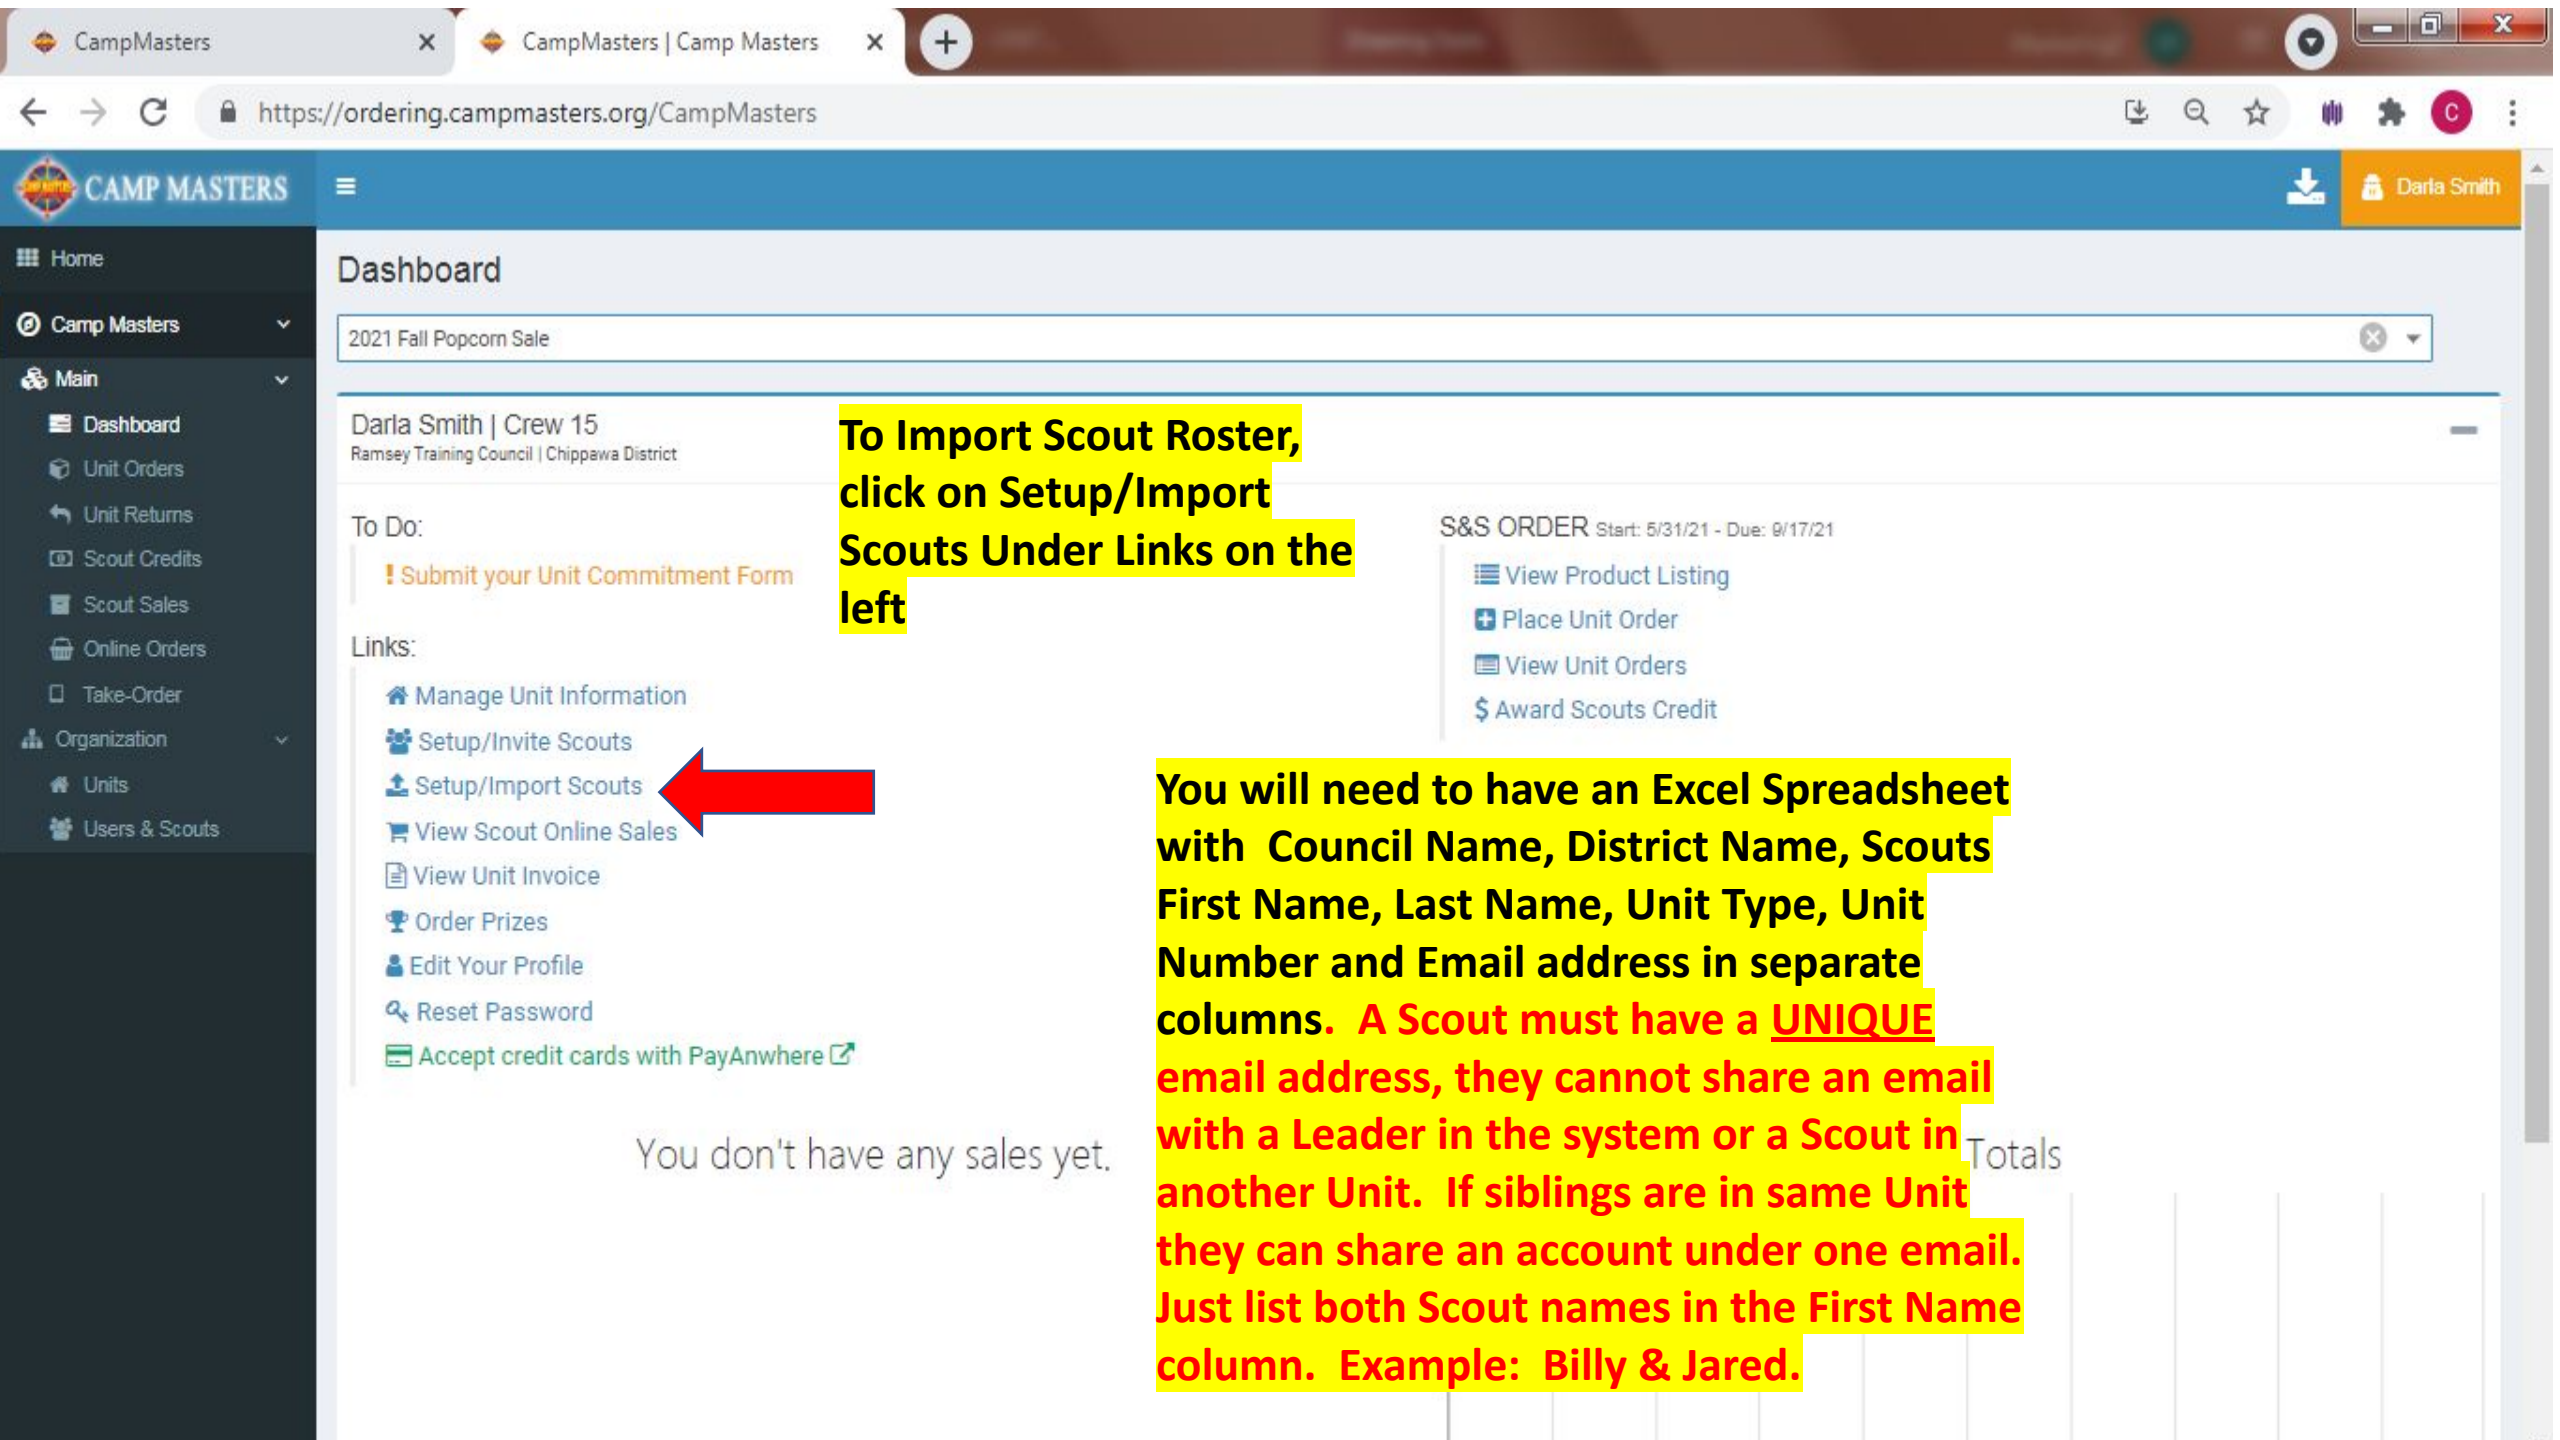 CampMasters
CampMasters | Camp Masters
https://ordering.campmasters.org/CampMasters
C
CAMP MASTERS
Darla Smith
Home
Camp Masters
Main
Dashboard
Unit Orders
Unit Returns
Scout Credits
Scout Sales
Online Orders
Take-Order
Organization
Units
Users & Scouts
Dashboard
2021 Fall Popcorn Sale
Darla Smith | Crew 15
Ramsey Training Council | Chippawa District
To Import Scout Roster,
click on Setup/Import
Scouts Under Links on the
left
To Do:
! Submit your Unit Commitment Form
Links:
Manage Unit Information
Setup/Invite Scouts
Setup/Import Scouts
View Scout Online Sales
View Unit Invoice
Order Prizes
Edit Your Profile
Reset Password
Accept credit cards with PayAnwhere
S&S ORDER Start: 5/31/21 - Due: 9/17/21
View Product Listing
Place Unit Order
View Unit Orders
$ Award Scouts Credit
You will need to have an Excel Spreadsheet
with Council Name, District Name, Scouts
First Name, Last Name, Unit Type, Unit
Number and Email address in separate
columns. A Scout must have a UNIQUE
email address, they cannot share an email
with a Leader in the system or a Scout in
another Unit. If siblings are in same Unit
they can share an account under one email.
Just list both Scout names in the First Name
column. Example: Billy & Jared.
You don't have any sales yet.
Totals